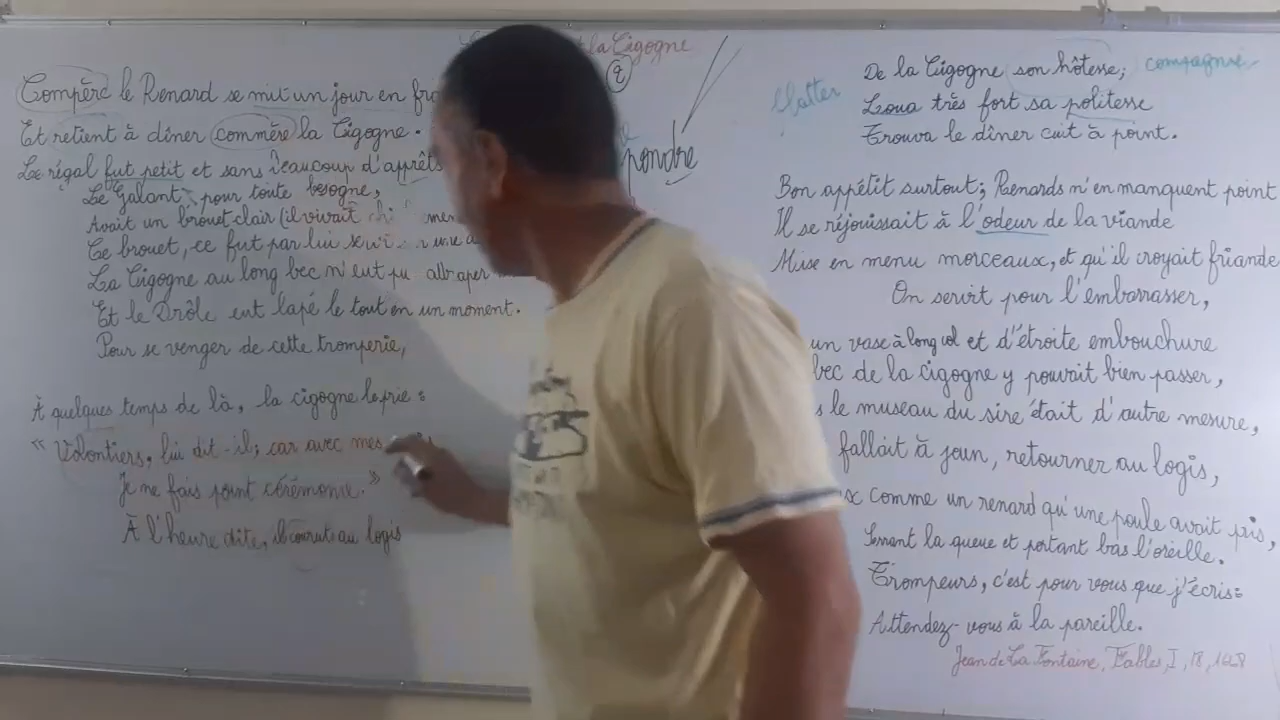 la Cigogne
Compère le Renard se mit un jour en
Et retient à dîner commère la Cigogne.
Le régal fut petit et sans beaucoup d'apprêts
Le Galant, pour toute besogne,
Avait un brouet clair (il vivait
Ce brouet, ce fut par lui
La Cigogne au long bec n'eut pu attraper
Et le Drôle eut lapé le tout en un moment.
Pour se venger de cette tromperie,
À quelques temps de là, la cigogne le prie :
« Volontiers, lui dit-il; car avec mes
Je ne fais point cérémonie. »
À l'heure dite, il courut au logis
pondre
De la Cigogne son hôtesse; compagnie
flatter Loua très fort sa politesse
Trouva le dîner cuit à point.
Bon appétit surtout; Renards n'en manquent point
Il se réjouissait à l'odeur de la viande
Mise en menu morceaux, et qu'il croyait friande
On servit pour l'embarrasser,
un vase à long col et d'étroite embouchure
bec de la cigogne y pouvait bien passer,
le museau du sire était d'autre mesure,
fallait à jeun, retourner au logis,
comme un renard qu'une poule avait pris,
Serrant la queue et portant bas l'oreille.
Trompeurs, c'est pour vous que j'écris:
Attendez-vous à la pareille.
Jean de La Fontaine, Fables, I, 18, 1668